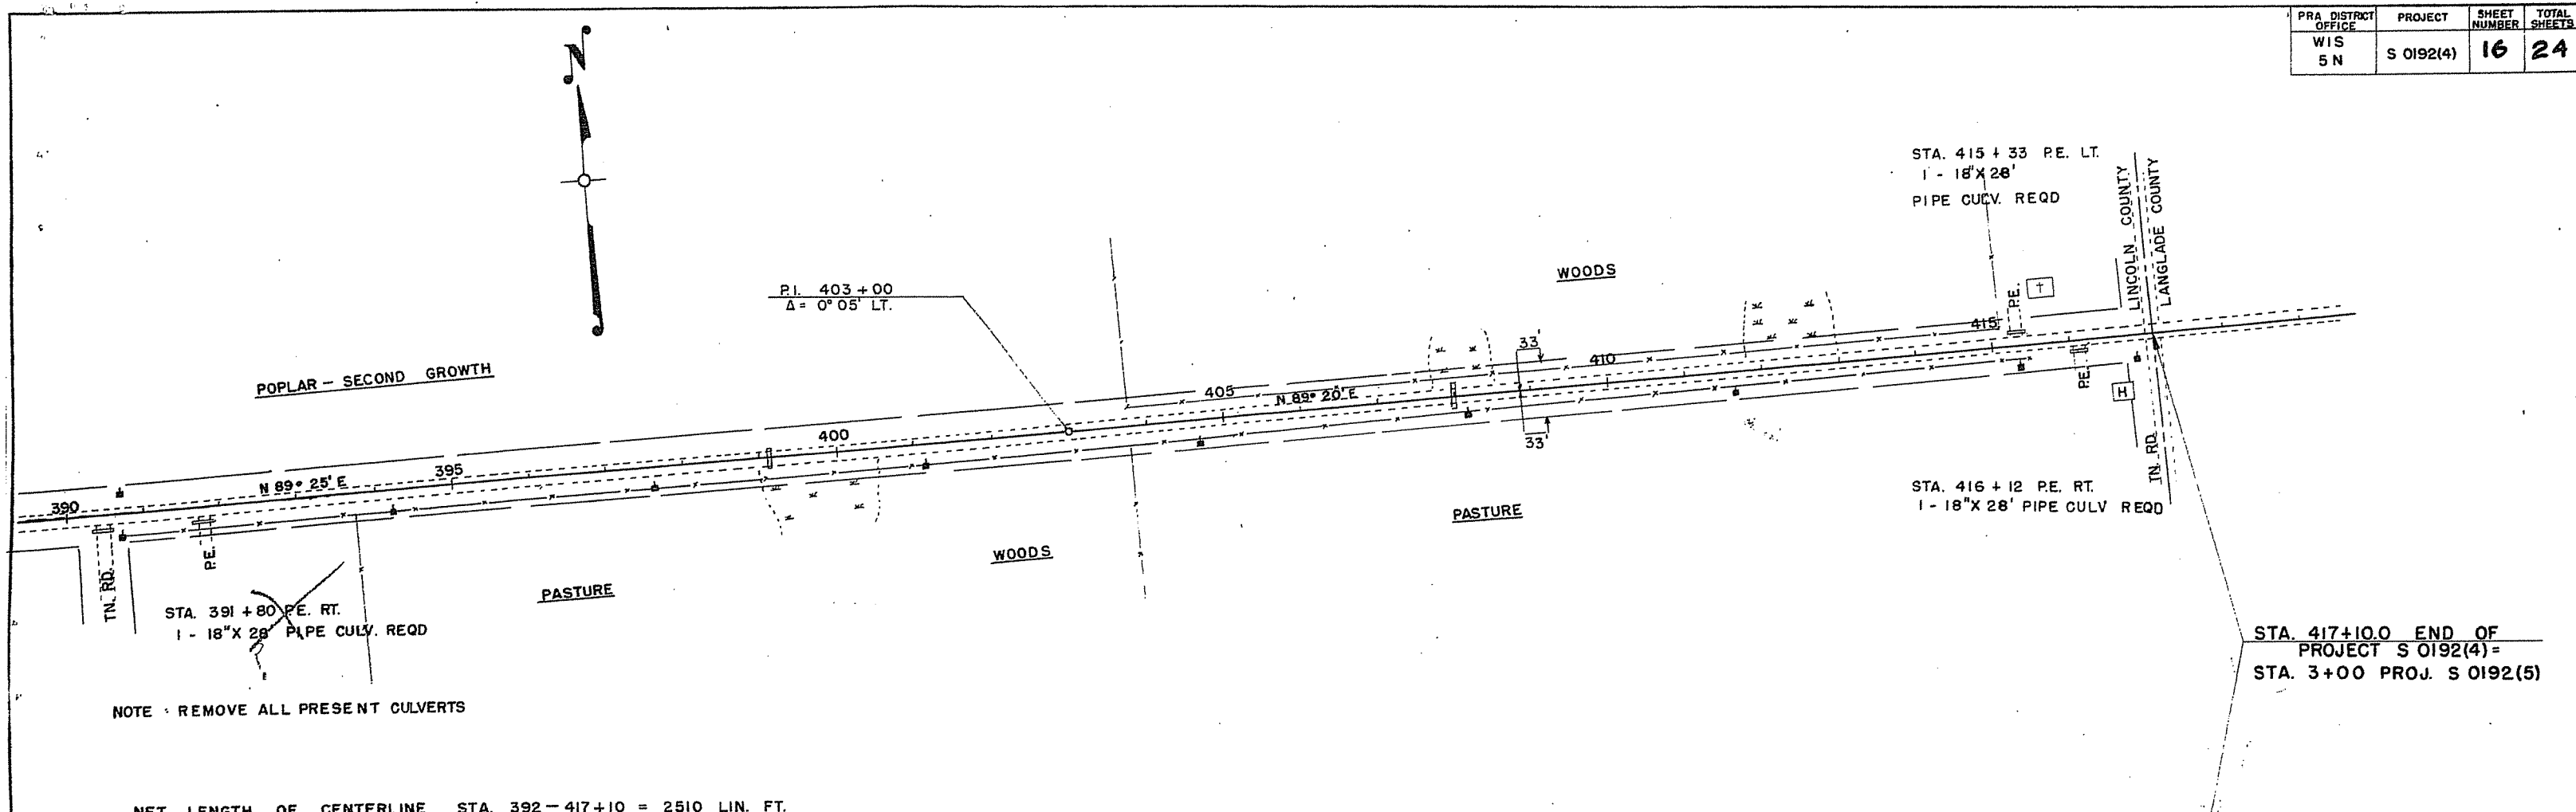 PRA DISTRICT OFFICE
PROJECT
SHEET NUMBER
TOTAL SHEETS
WIS 5 N
S 0192(4)
16
24
N
STA. 415 + 33 P.E. LT.
1 - 18" X 28'
PIPE CULV. REQD
LINCOLN COUNTY
LANGLADE COUNTY
WOODS
P.I. 403 + 00
Δ = 0° 05' LT.
P.E.
†
415
33'
410
POPLAR - SECOND GROWTH
405
N 89° 20' E
P.E.
H
33'
400
395
N 89° 25' E
390
TN. RD.
STA. 416 + 12 P.E. RT.
1 - 18" X 28' PIPE CULV REQD
PASTURE
WOODS
P.E.
TN. RD.
PASTURE
STA. 391 + 80 P.E. RT.
1 - 18" X 28' PIPE CULV. REQD
STA. 417+10.0 END OF
PROJECT S 0192(4) =
STA. 3+00 PROJ. S 0192(5)
NOTE : REMOVE ALL PRESENT CULVERTS
NET LENGTH OF CENTERLINE STA. 392 - 417+10 = 2510 LIN. FT.